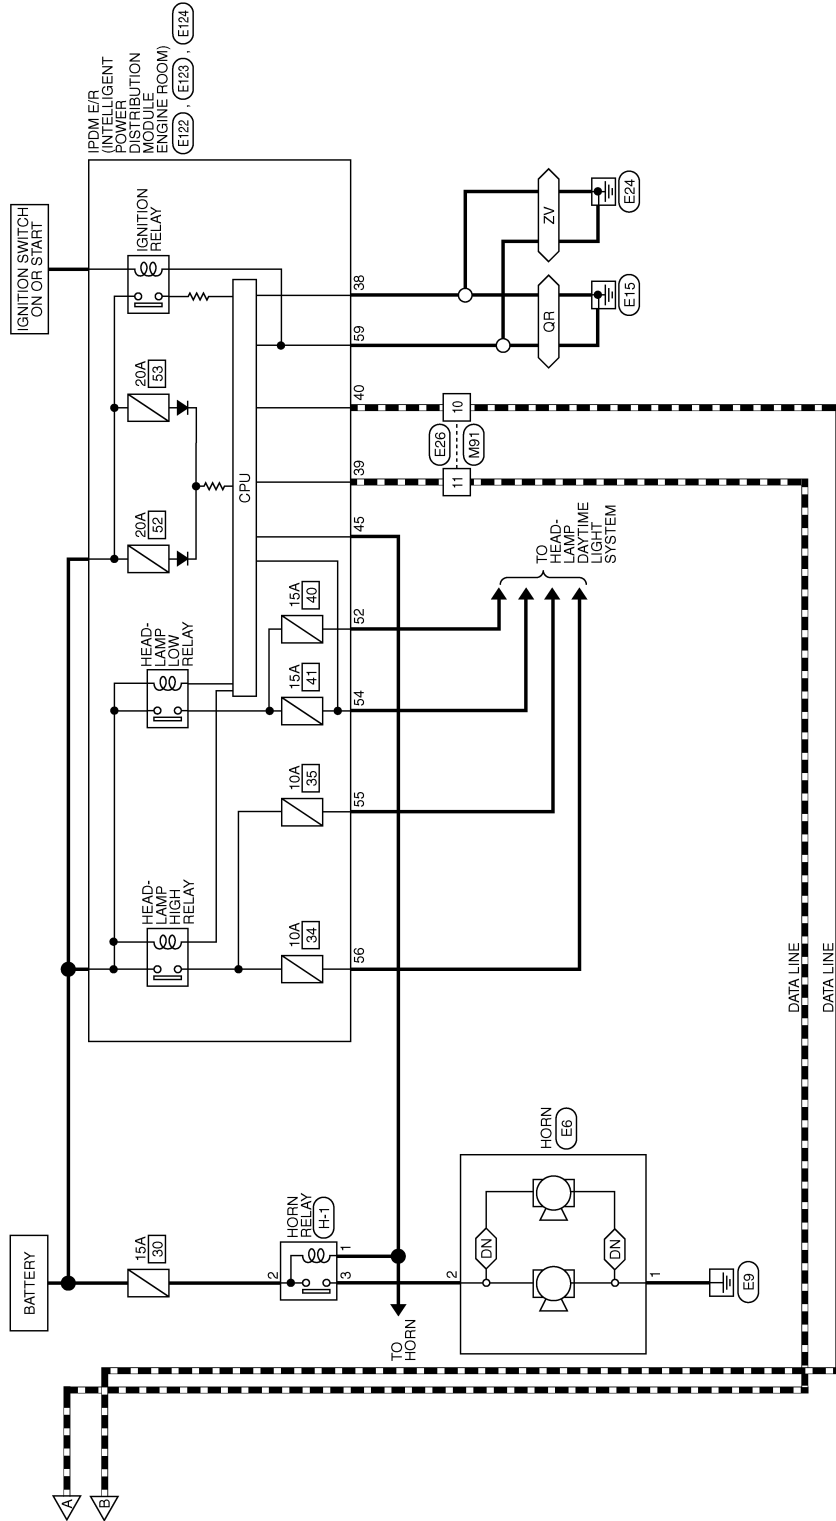 IPDM E/R
(INTELLIGENT
POWER
DISTRIBUTION
MODULE
ENGINE ROOM)
E122 , E123 , E124
IGNITION SWITCH
ON OR START
IGNITION
RELAY
20A
53
20A
52
CPU
HEAD-
LAMP
LOW
RELAY
HEAD-
LAMP
HIGH
RELAY
15A
40
15A
41
10A
35
10A
34
38
59
40
39
45
52
54
55
56
ZV
E24
QR
E15
10
E26
M91
11
TO
HEAD-
LAMP
DAYTIME
LIGHT
SYSTEM
BATTERY
15A
30
HORN
RELAY
H-1
2
1
3
TO
HORN
HORN
E6
2
DN
DN
1
E9
DATA LINE
DATA LINE
A
B